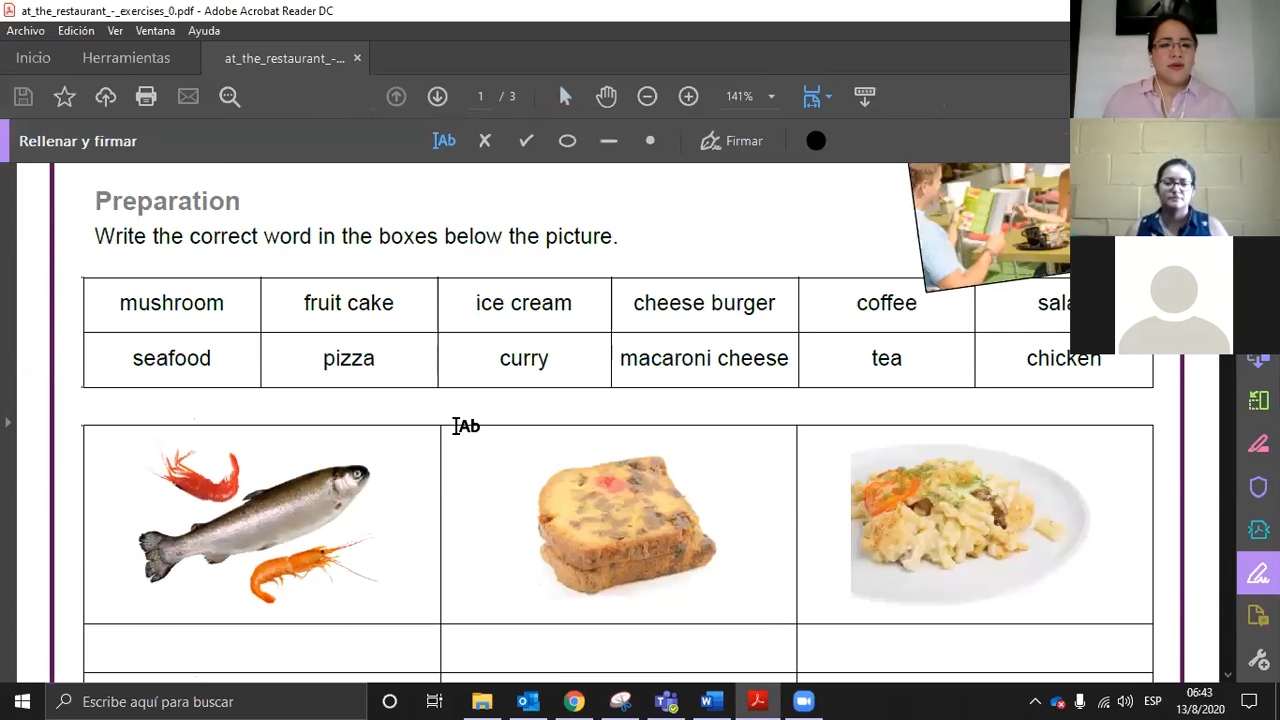 at_the_restaurant_-_exercises_0.pdf - Adobe Acrobat Reader DC
Archivo Edición Ver Ventana Ayuda
Inicio Herramientas at_the_restaurant_-... ×
1 / 3 141%
Rellenar y firmar Ab Firmar
Preparation
Write the correct word in the boxes below the picture.
mushroom fruit cake ice cream cheese burger coffee
seafood pizza curry macaroni cheese tea chicken
Ab
Escribe aquí para buscar
ESP 06:43
13/8/2020